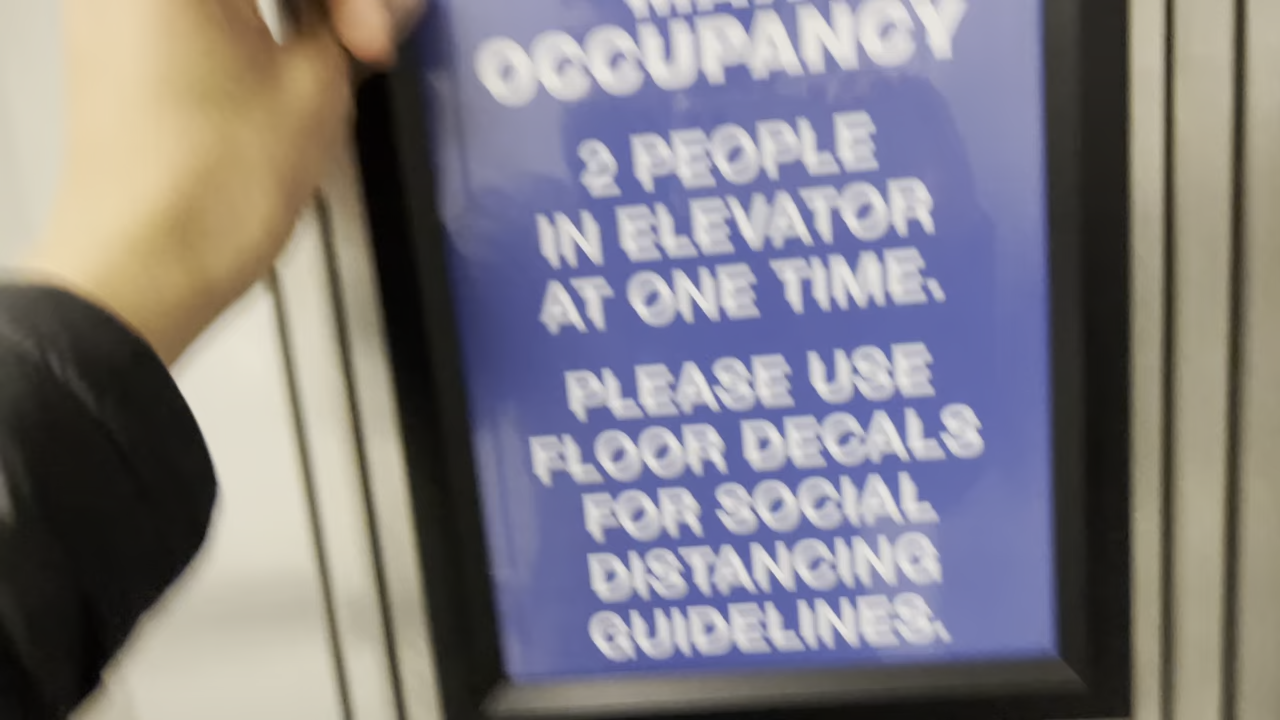 OCCUPANCY
2 PEOPLE
IN ELEVATOR
AT ONE TIME.
PLEASE USE
FLOOR DECALS
FOR SOCIAL
DISTANCING
GUIDELINES.